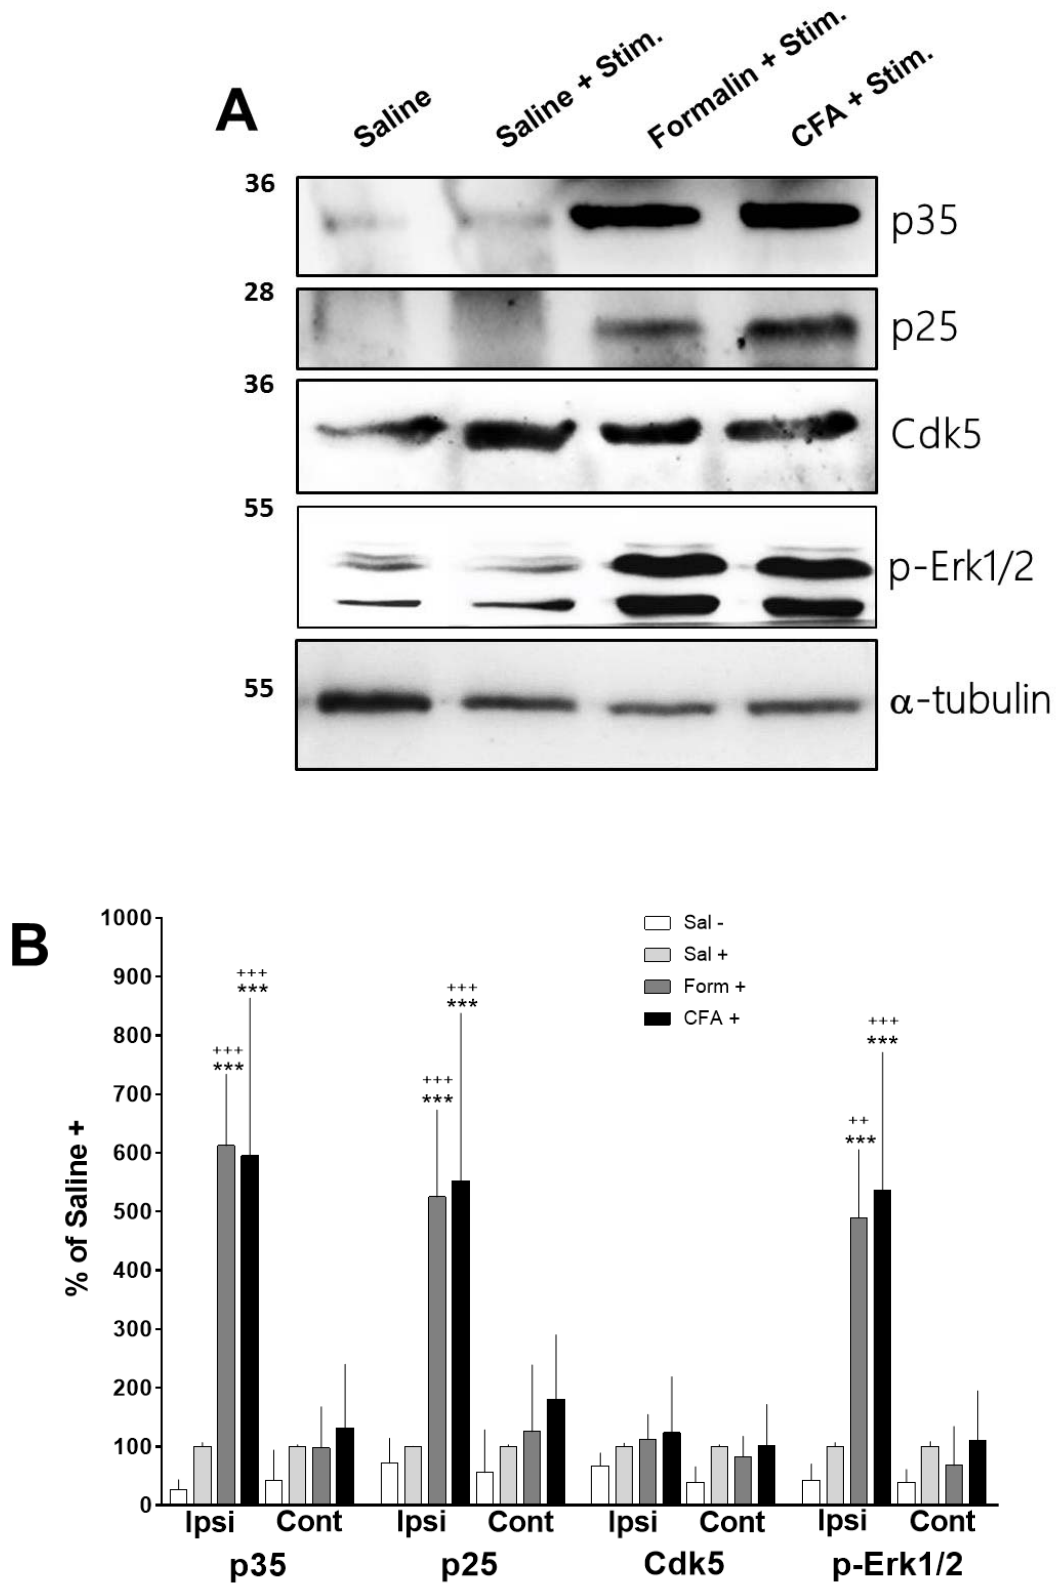 A
Saline
Saline + Stim.
Formalin + Stim.
CFA + Stim.
36
p35
28
p25
36
Cdk5
55
p-Erk1/2
55
α-tubulin
B
% of Saline +
1000
900
800
700
600
500
400
300
200
100
0
Sal -
Sal +
Form +
CFA +
+++
***
+++
***
+++
***
+++
***
++
***
+++
***
Ipsi Cont Ipsi Cont Ipsi Cont Ipsi Cont
p35 p25 Cdk5 p-Erk1/2